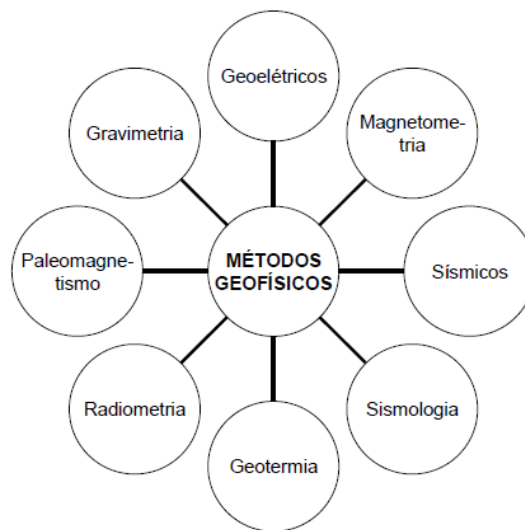 Geoelétricos
Gravimetria
Magnetome-
tria
Paleomagne-
tismo
MÉTODOS
GEOFÍSICOS
Sísmicos
Radiometria
Sismologia
Geotermia